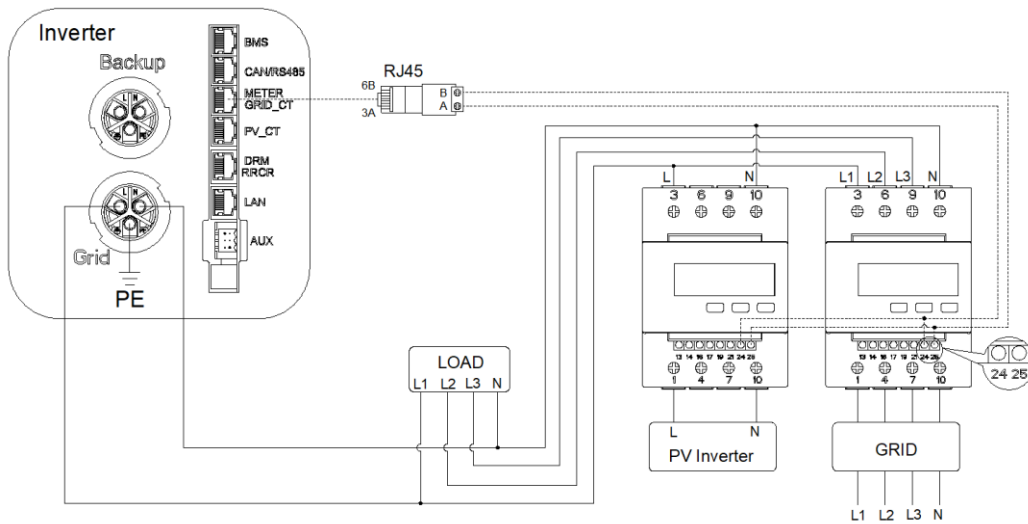 Inverter
Backup
L N
PE
BMS
CAN/RS485
METER
GRID_CT
PV_CT
DRM
RRCR
LAN
AUX
L N
PE
Grid
PE
RJ45
6B
3A
B
A
L N
3 6 9 10
L1 L2 L3 N
3 6 9 10
13 14 16 17 19 21 24 25
1 4 7 10
13 14 16 17 19 21 24 25
1 4 7 10
24 25
LOAD
L1 L2 L3 N
L N
PV Inverter
GRID
L1 L2 L3 N